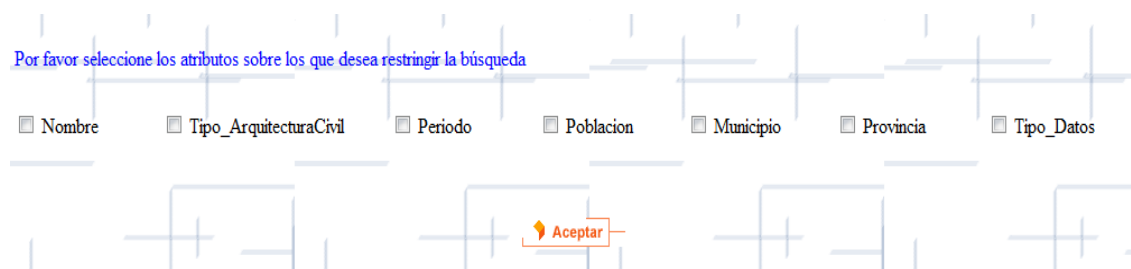 Por favor seleccione los atributos sobre los que desea restringir la búsqueda
Nombre Tipo_ArquitecturaCivil Periodo Poblacion Municipio Provincia Tipo_Datos
Aceptar